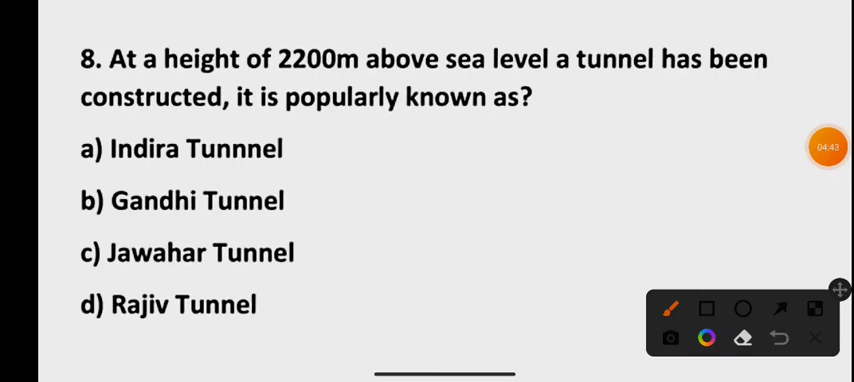 8. At a height of 2200m above sea level a tunnel has been
constructed, it is popularly known as?
a) Indira Tunnnel
b) Gandhi Tunnel
c) Jawahar Tunnel
d) Rajiv Tunnel
04:43